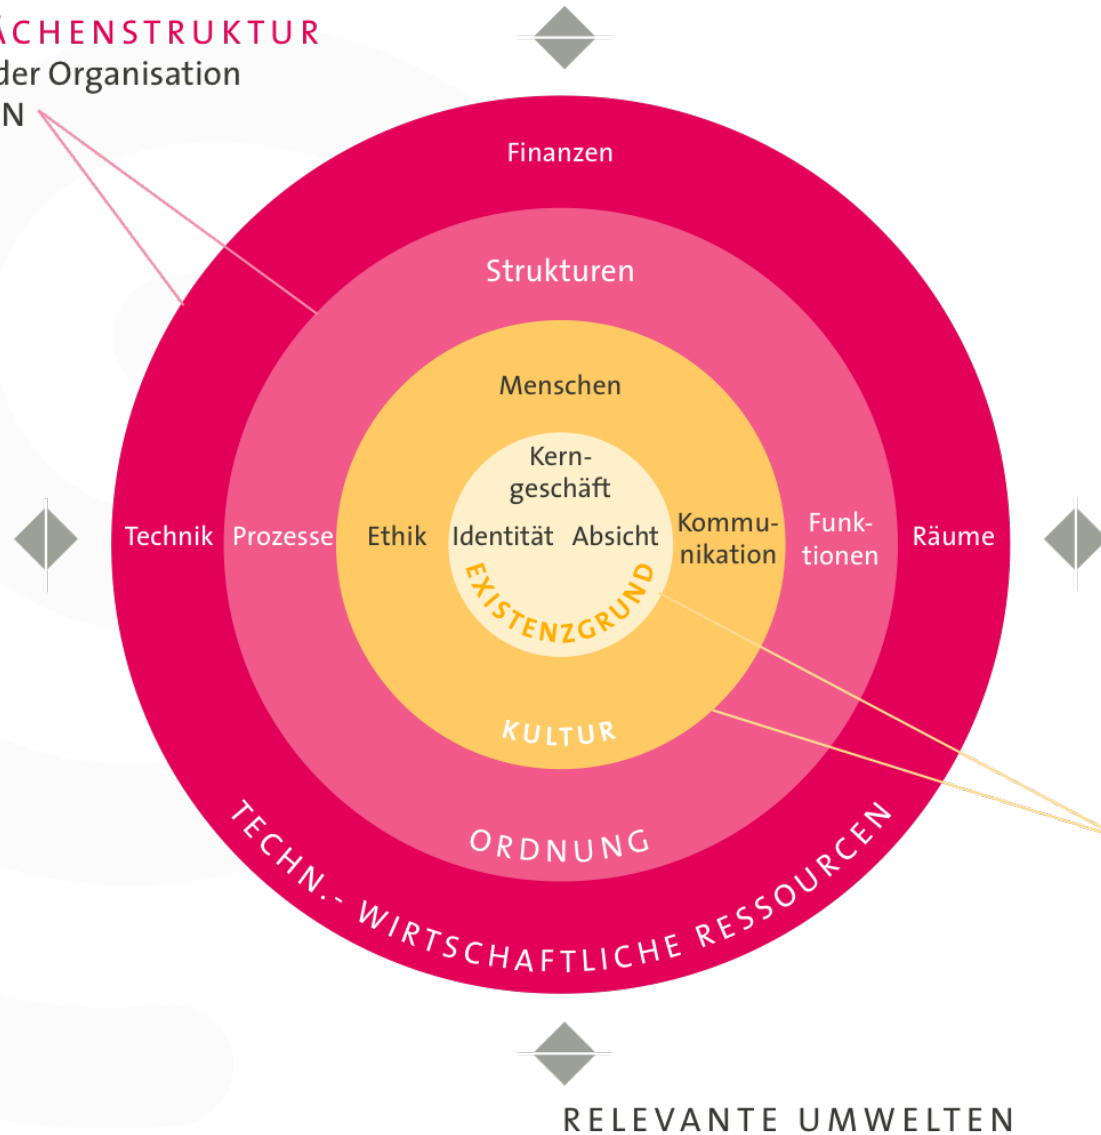 ÄCHENSTRUKTUR
der Organisation
N
Finanzen
Strukturen
Menschen
Kern-
geschäft
Technik
Prozesse
Ethik
Identität
Absicht
Kommu-
nikation
Funk-
tionen
Räume
EXISTENZGRUND
KULTUR
ORDNUNG
TECHN.- WIRTSCHAFTLICHE RESSOURCEN
RELEVANTE UMWELTEN